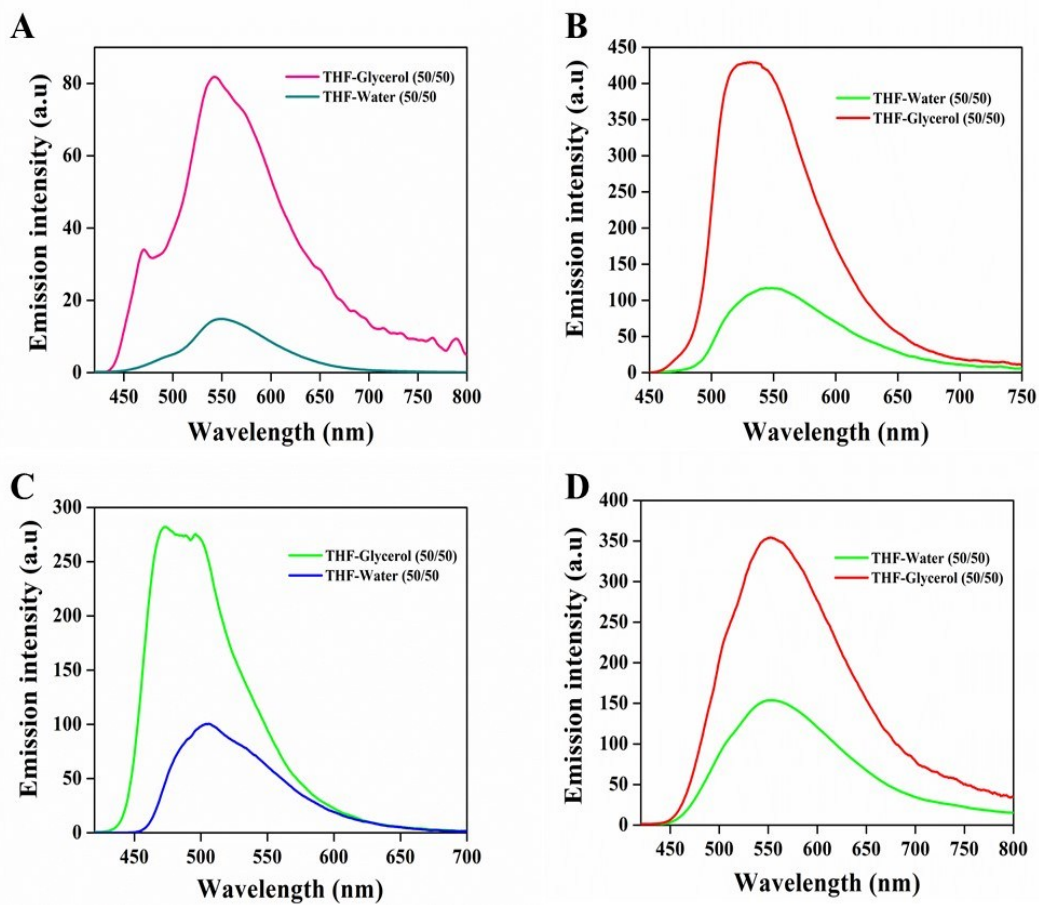 A
Emission intensity (a.u)
80
60
40
20
0
THF-Glycerol (50/50)
THF-Water (50/50
450 500 550 600 650 700 750 800
Wavelength (nm)
B
Emission intensity (a.u)
450
400
350
300
250
200
150
100
50
0
THF-Water (50/50)
THF-Glycerol (50/50)
450 500 550 600 650 700 750
Wavelength (nm)
C
Emission intensity (a.u)
300
250
200
150
100
50
0
THF-Glycerol (50/50)
THF-Water (50/50
450 500 550 600 650 700
Wavelength (nm)
D
Emission intensity (a.u)
400
350
300
250
200
150
100
50
0
THF-Water (50/50)
THF-Glycerol (50/50)
450 500 550 600 650 700 750 800
Wavelength (nm)